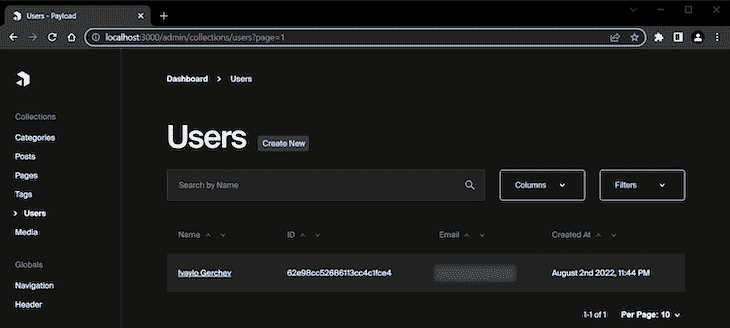 Users - Payload
localhost:3000/admin/collections/users?page=1
Dashboard > Users
Collections
Categories
Posts
Pages
Tags
> Users
Media
Globals
Navigation
Header
Users Create New
Search by Name Columns Filters
Name ID Email Created At
Ivaylo Gerchev 62e98cc52686113cc4c1fce4 August 2nd 2022, 11:44 PM
1-1 of 1 Per Page: 10